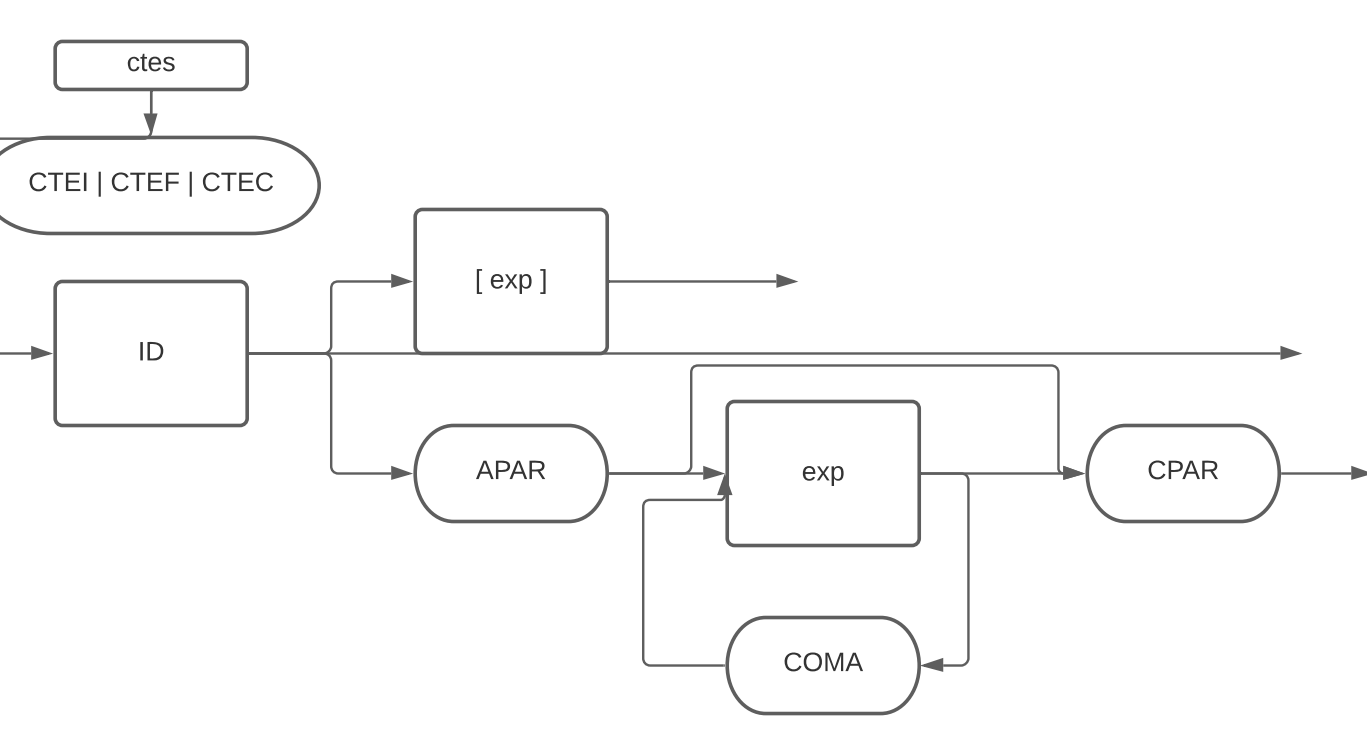 ctes
CTEI | CTEF | CTEC
[ exp ]
ID
APAR
exp
CPAR
COMA